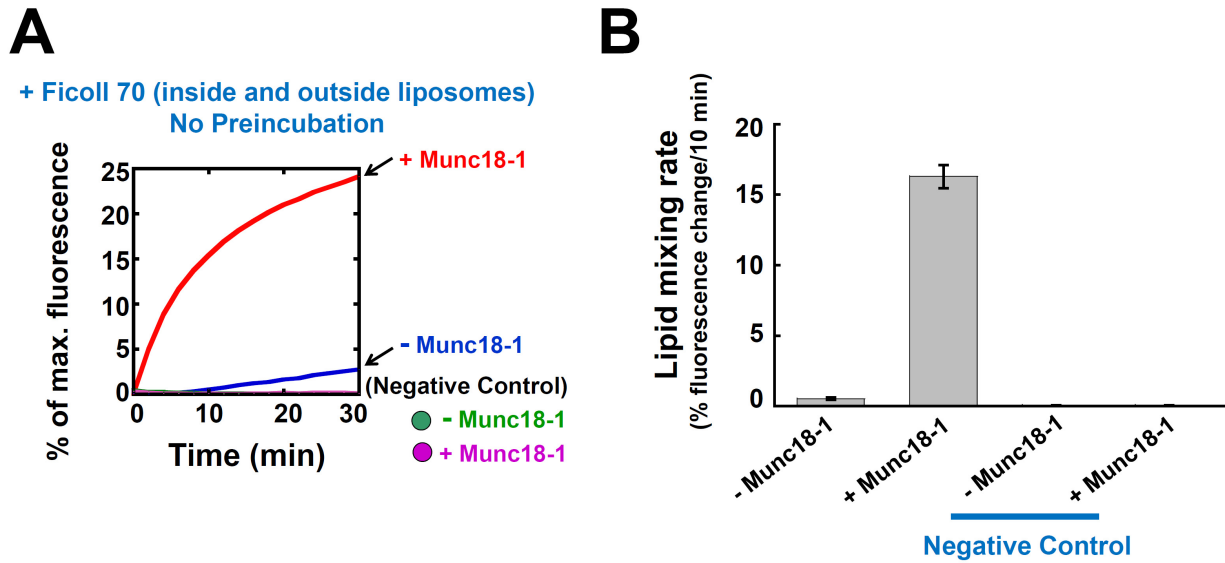 A
+ Ficoll 70 (inside and outside liposomes)
No Preincubation
% of max. fluorescence
25
20
15
10
5
0
0
10
20
30
Time (min)
+ Munc18-1
- Munc18-1
(Negative Control)
- Munc18-1
+ Munc18-1
B
Lipid mixing rate
(% fluorescence change/10 min)
20
15
10
5
0
- Munc18-1
+ Munc18-1
- Munc18-1
+ Munc18-1
Negative Control